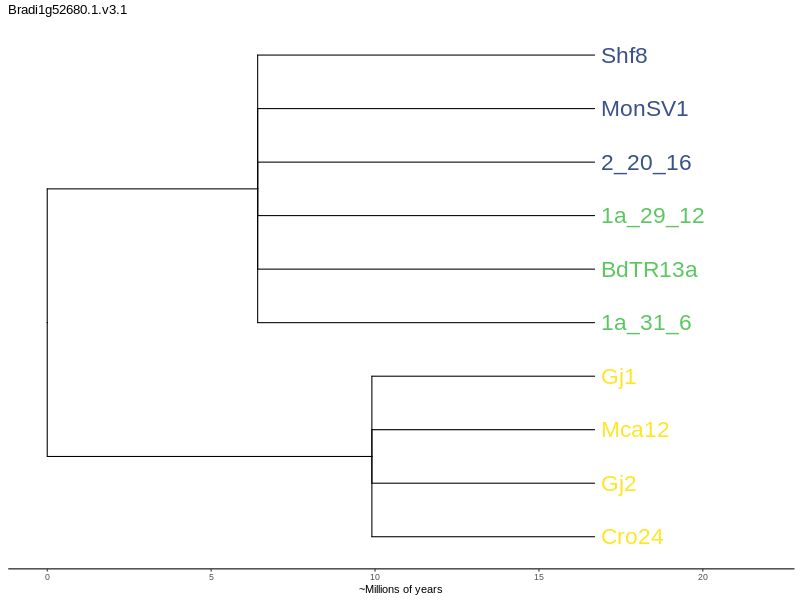 Bradi1g52680.1.v3.1
Shf8
MonSV1
2_20_16
1a_29_12
BdTR13a
1a_31_6
Gj1
Mca12
Gj2
Cro24
0 5 10 15 20
~Millions of years